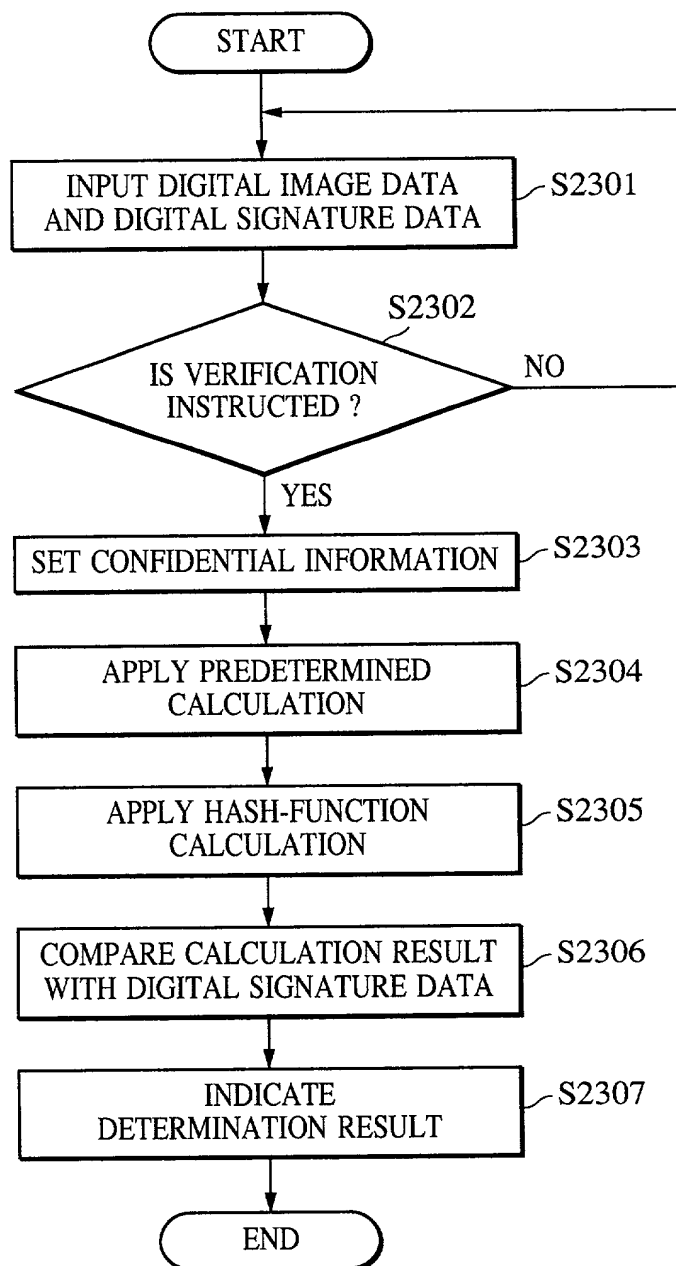 START
INPUT DIGITAL IMAGE DATA
AND DIGITAL SIGNATURE DATA
S2301
S2302
IS VERIFICATION
INSTRUCTED ?
NO
YES
SET CONFIDENTIAL INFORMATION
S2303
APPLY PREDETERMINED
CALCULATION
S2304
APPLY HASH-FUNCTION
CALCULATION
S2305
COMPARE CALCULATION RESULT
WITH DIGITAL SIGNATURE DATA
S2306
INDICATE
DETERMINATION RESULT
S2307
END